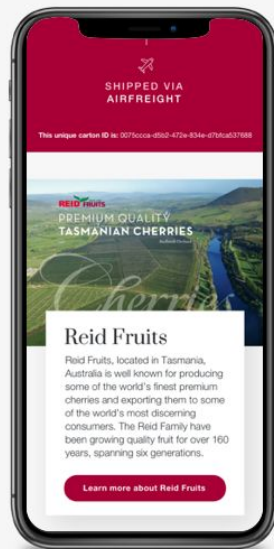 SHIPPED VIA
AIRFREIGHT
This unique carton ID is: 0075ccca-d5b2-472e-834e-d7bfca537688
REID FRUITS
PREMIUM QUALITY
TASMANIAN CHERRIES
Cherries
Reid Fruits
Reid Fruits, located in Tasmania,
Australia is well known for producing
some of the world's finest premium
cherries and exporting them to some
of the world's most discerning
consumers. The Reid Family have
been growing quality fruit for over 160
years, spanning six generations.
Learn more about Reid Fruits